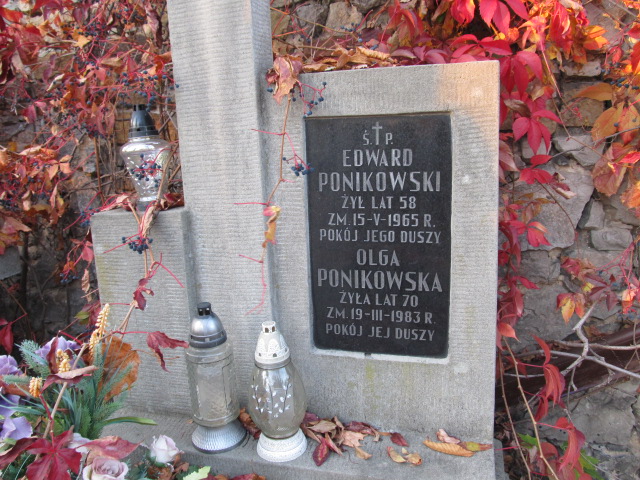 Ś. † P.
EDWARD
PONIKOWSKI
ŻYŁ LAT 58
ZM. 15-V-1965 R.
POKÓJ JEGO DUSZY
OLGA
PONIKOWSKA
ŻYŁA LAT 70
ZM. 19-III-1983 R.
POKÓJ JEJ DUSZY